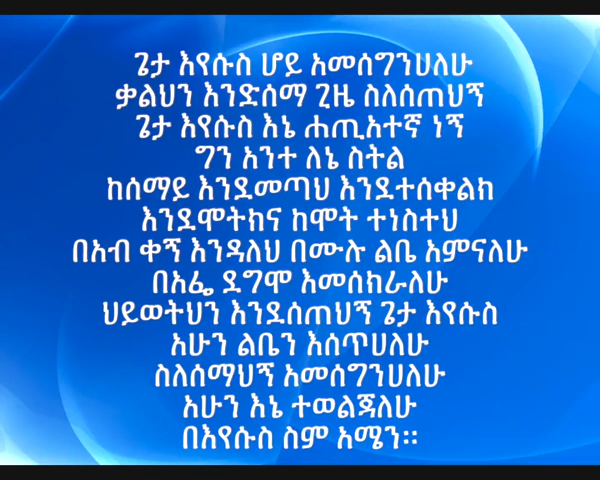 ጌታ እየሱስ ሆይ አመሰግንሀለሁ
ቃልህን እንድሰማ ጊዜ ስለሰጠህኝ
ጌታ እየሱስ እኔ ሐጢአተኛ ነኝ
ግን አንተ ለኔ ስትል
ከሰማይ እንደመጣህ እንደተሰቀልክ
እንደሞትክና ከሞት ተነስተህ
በአብ ቀኝ እንዳለህ በሙሉ ልቤ አምናለሁ
በአፌ ደግሞ እመሰክራለሁ
ህይወትህን እንደሰጠህኝ ጌታ እየሱስ
አሁን ልቤን እሰጥሀለሁ
ስለሰማህኝ አመሰግንሀለሁ
አሁን እኔ ተወልጃለሁ
በእየሱስ ስም አሜን።